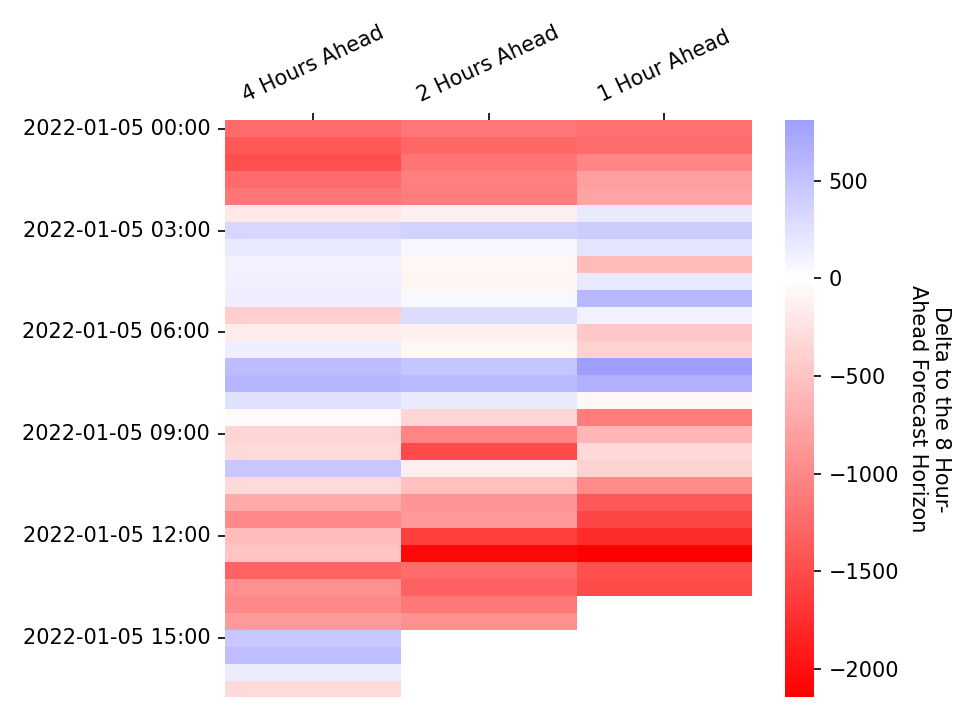 4 Hours Ahead
2 Hours Ahead
1 Hour Ahead
2022-01-05 00:00
2022-01-05 03:00
2022-01-05 06:00
2022-01-05 09:00
2022-01-05 12:00
2022-01-05 15:00
500
0
−500
−1000
−1500
−2000
Delta to the 8 Hour-
Ahead Forecast Horizon